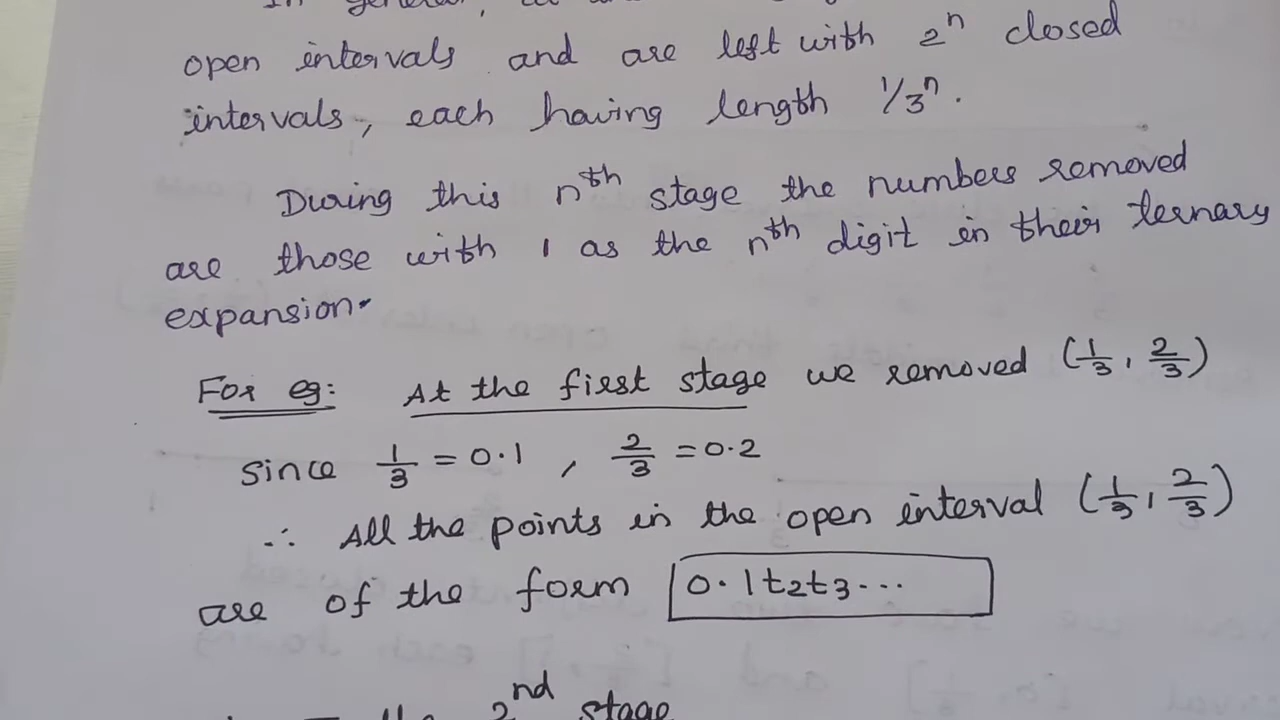 In general,
open intervals and are left with 2ⁿ closed
intervals, each having length 1/3ⁿ.
During this nᵗʰ stage the numbers removed
are those with 1 as the nᵗʰ digit in their ternary
expansion.
For eg: At the first stage we removed (1/3, 2/3)
since 1/3 = 0.1 , 2/3 = 0.2
∴ All the points in the open interval (1/3, 2/3)
are of the form 0.1t₂t₃...
2nd stage